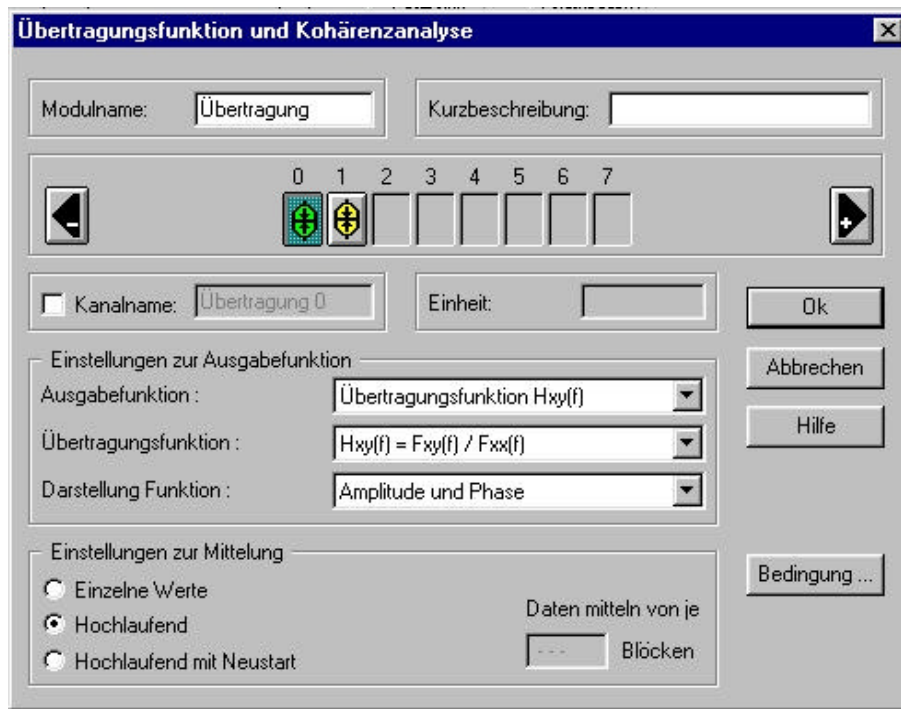 Übertragungsfunktion und Kohärenzanalyse
Modulname: Übertragung Kurzbeschreibung:
0 1 2 3 4 5 6 7
- +
Kanalname: Übertragung 0 Einheit:
Ok
Einstellungen zur Ausgabefunktion
Abbrechen
Ausgabefunktion : Übertragungsfunktion Hxy(f)
Hilfe
Übertragungsfunktion : Hxy(f) = Fxy(f) / Fxx(f)
Darstellung Funktion : Amplitude und Phase
Einstellungen zur Mittelung
Bedingung ...
Einzelne Werte
Daten mitteln von je
Hochlaufend
--- Blöcken
Hochlaufend mit Neustart